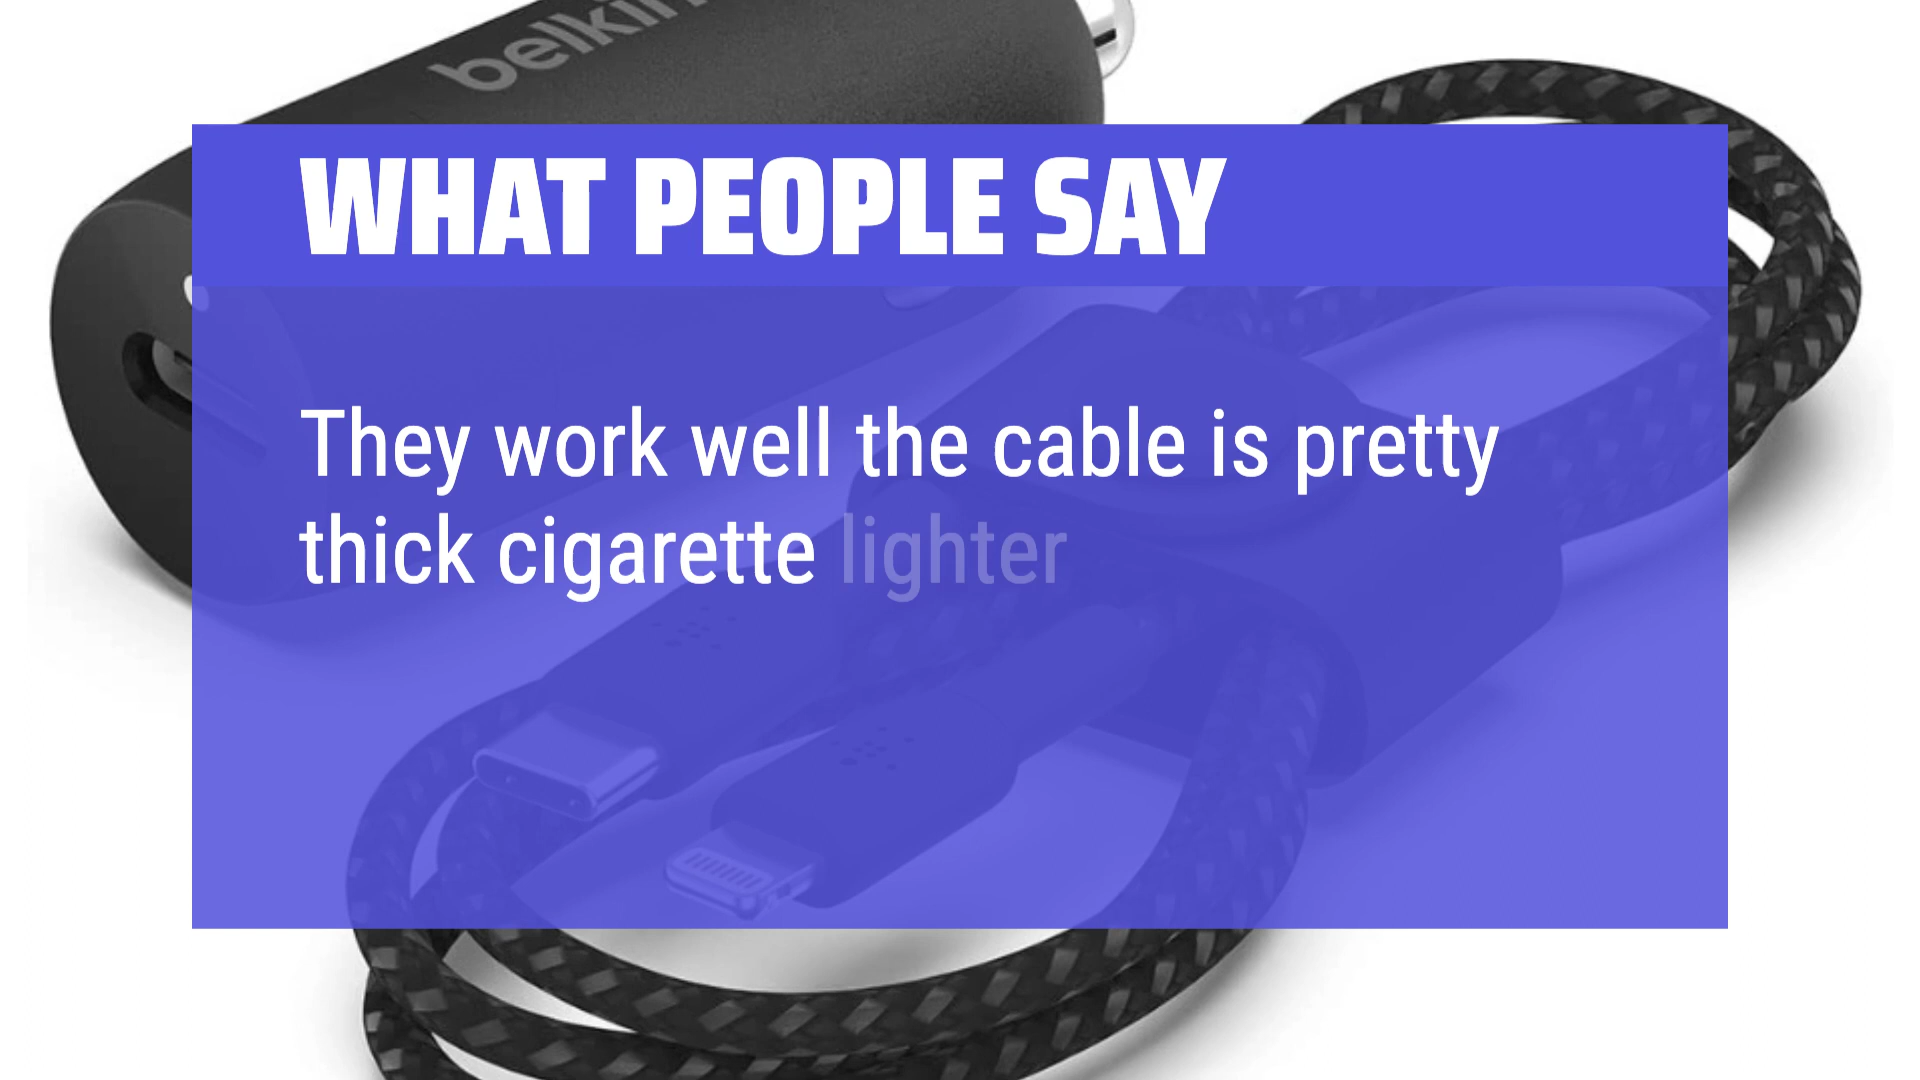 belkin
WHAT PEOPLE SAY
They work well the cable is pretty
thick cigarette lighter